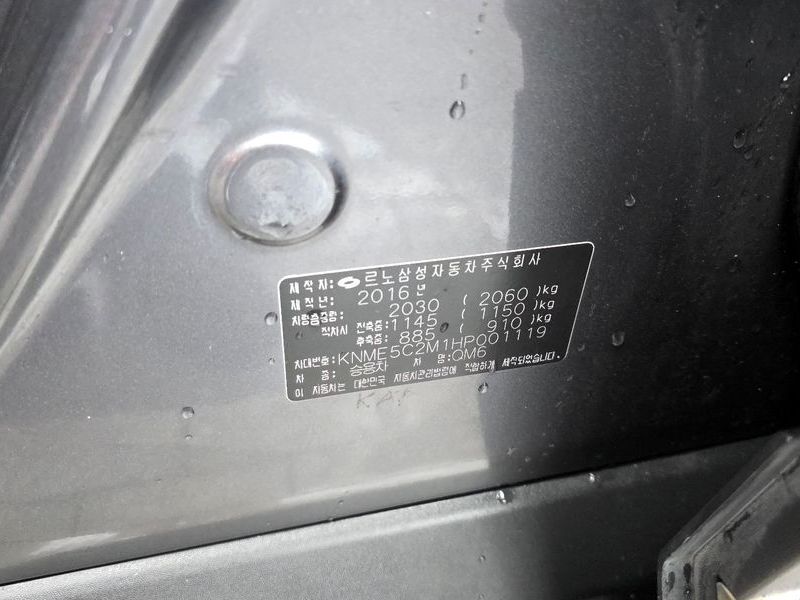 제 작 자: 르노삼성자동차주식회사
제 작 년: 2016 년
차량총중량: 2030 ( 2060 )kg
적차시 전축중: 1145 ( 1150 )kg
후축중: 885 ( 910 )kg
차대번호: KNME5C2M1HP001119
차 종: 승용차 명: QM6
이 자동차는 대한민국 자동차관리법령에 적합하게 제작되었습니다.